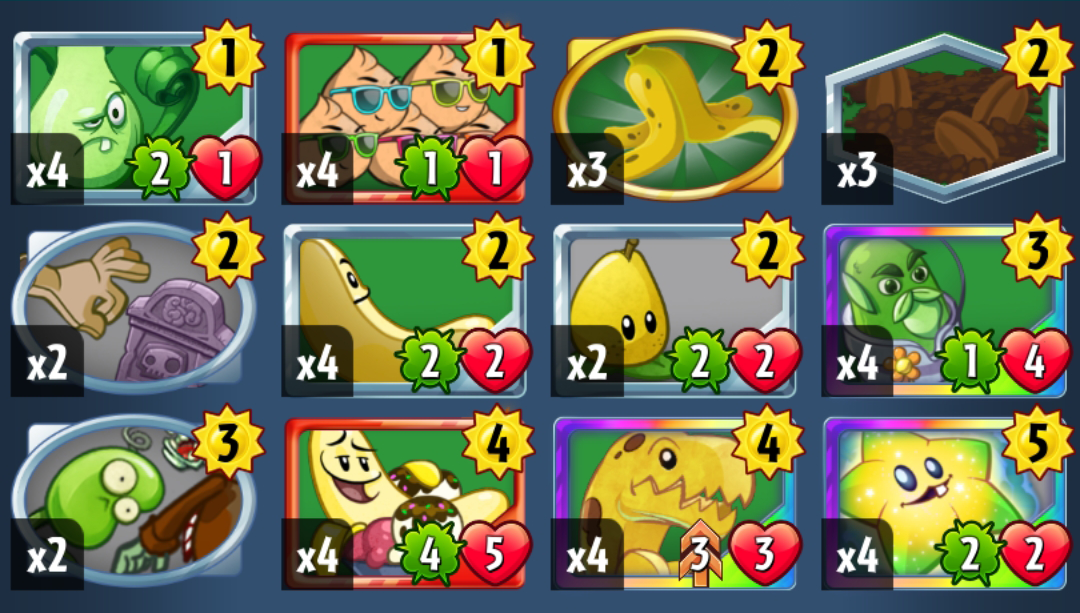 1 1 2 2
x4 2 1 x4 1 1 x3 x3
2 2 2 3
x2 x4 2 2 x2 2 2 x4 1 4
3 4 4 5
x2 x4 4 5 x4 3 3 x4 2 2